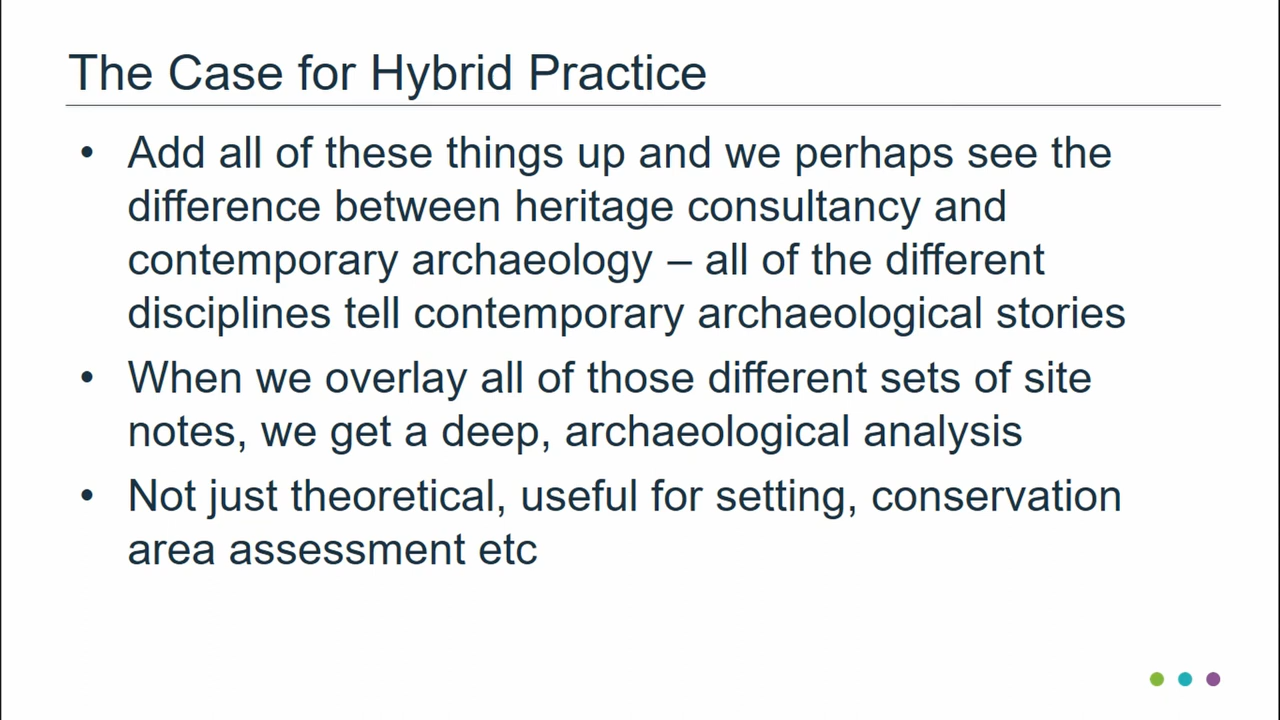 The Case for Hybrid Practice
• Add all of these things up and we perhaps see the
difference between heritage consultancy and
contemporary archaeology – all of the different
disciplines tell contemporary archaeological stories
• When we overlay all of those different sets of site
notes, we get a deep, archaeological analysis
• Not just theoretical, useful for setting, conservation
area assessment etc